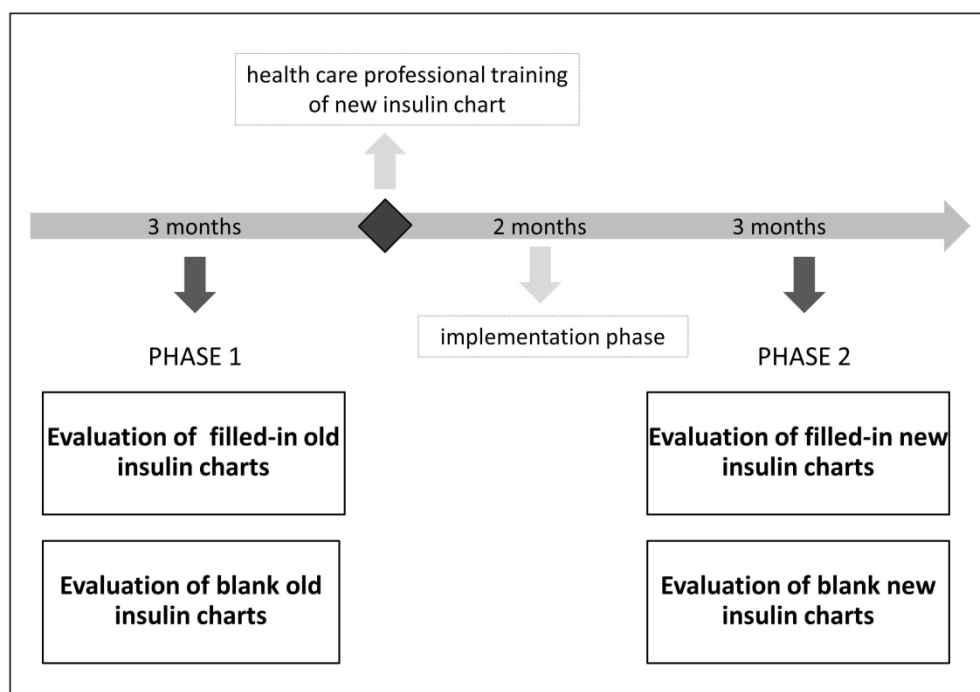 health care professional training
of new insulin chart
3 months
2 months
3 months
implementation phase
PHASE 1
PHASE 2
Evaluation of filled-in old
insulin charts
Evaluation of filled-in new
insulin charts
Evaluation of blank old
insulin charts
Evaluation of blank new
insulin charts